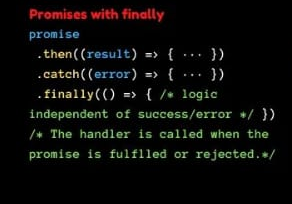 Promises with finally
promise
.then((result) => { ... })
.catch((error) => { ... })
.finally(() => { /* logic
independent of success/error */ })
/* The handler is called when the
promise is fulflled or rejected.*/